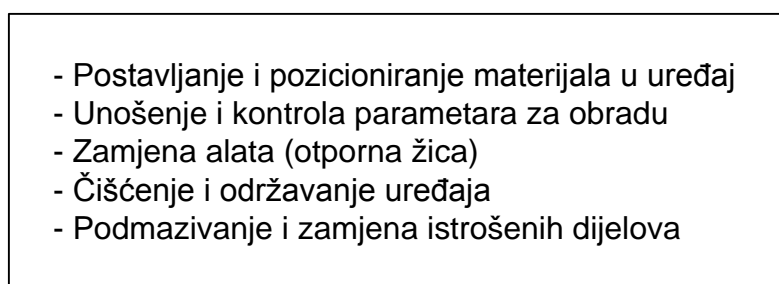 - Postavljanje i pozicioniranje materijala u uređaj
- Unošenje i kontrola parametara za obradu
- Zamjena alata (otporna žica)
- Čišćenje i održavanje uređaja
- Podmazivanje i zamjena istrošenih dijelova